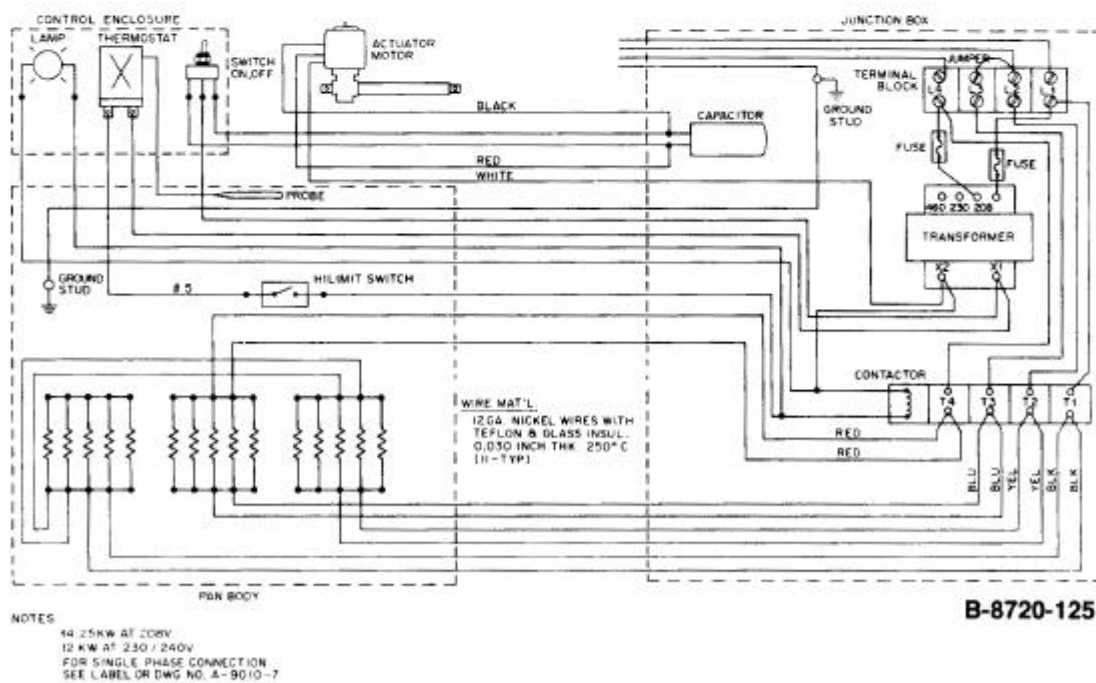 CONTROL ENCLOSURE
LAMP
THERMOSTAT
SWITCH
ON,OFF
ACTUATOR
MOTOR
BLACK
RED
WHITE
CAPACITOR
JUNCTION BOX
JUMPER
TERMINAL
BLOCK
GROUND
STUD
FUSE
FUSE
460 230 208
TRANSFORMER
X2
X1
PROBE
GROUND
STUD
#5
HILIMIT SWITCH
CONTACTOR
T4
T3
T2
T1
WIRE MAT'L.
12GA. NICKEL WIRES WITH
TEFLON & GLASS INSUL.
0.030 INCH THK 250°C
(11-TYP)
RED
RED
BLU
BLU
YEL
YEL
BLK
BLK
PAN BODY
B-8720-125
NOTES
14.25KW AT 208V
12 KW AT 230 / 240V
FOR SINGLE PHASE CONNECTION
SEE LABEL OR DWG NO. A-9010-7